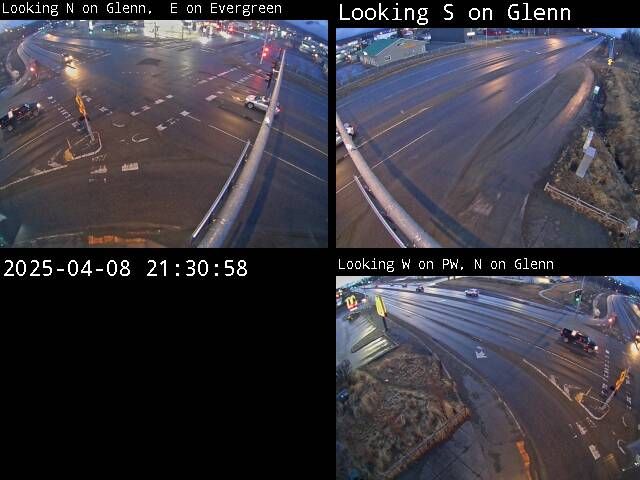 Looking N on Glenn,  E on Evergreen
Looking S on Glenn
2025-04-08 21:30:58
Looking W on PW, N on Glenn